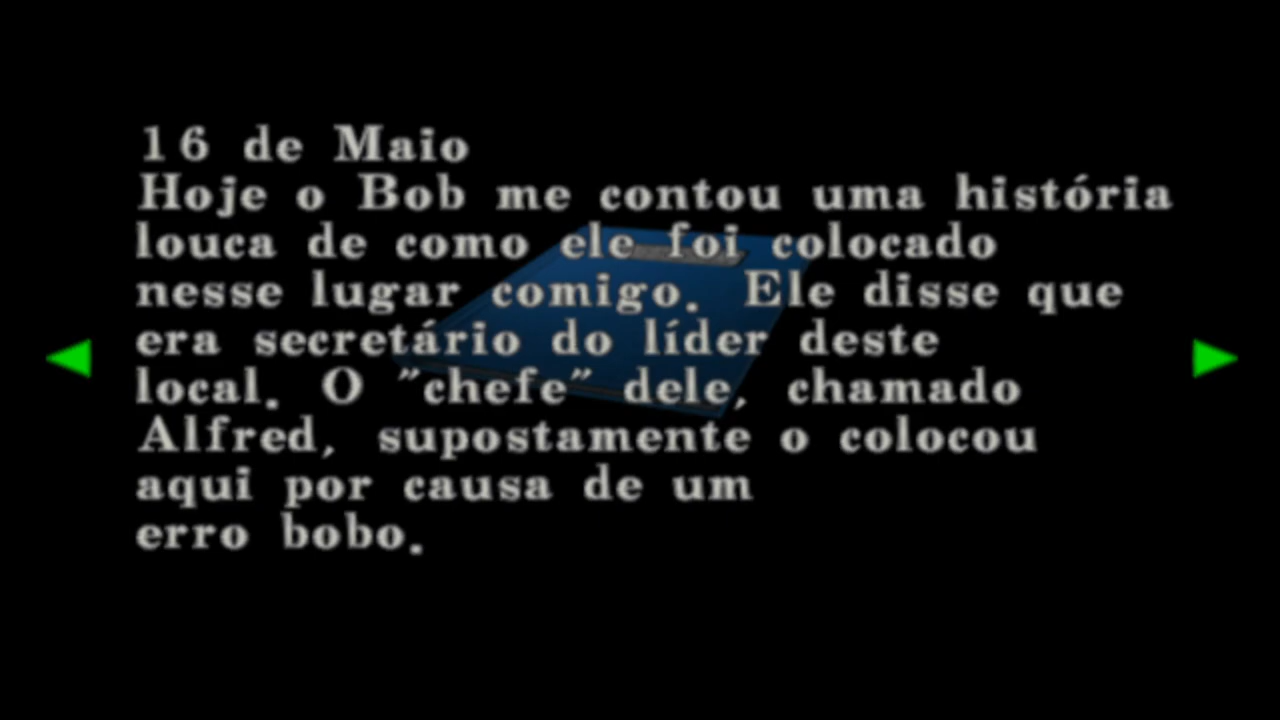 16 de Maio
Hoje o Bob me contou uma história
louca de como ele foi colocado
nesse lugar comigo. Ele disse que
era secretário do líder deste
local. O "chefe" dele, chamado
Alfred, supostamente o colocou
aqui por causa de um
erro bobo.